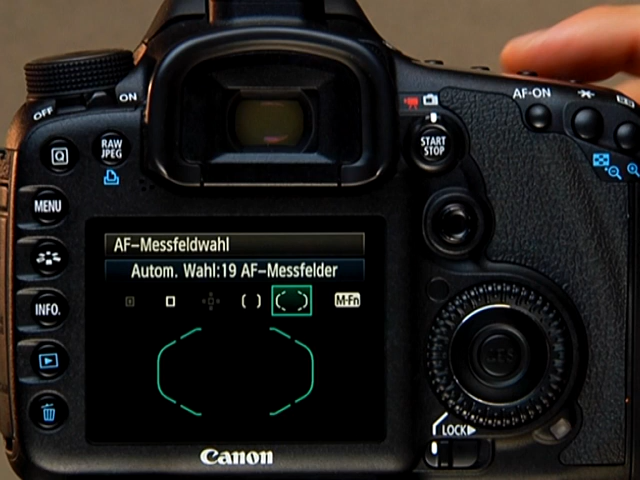 OFF
ON
AF-ON
Q
RAW
JPEG
START
STOP
MENU
AF-Messfeldwahl
Autom. Wahl:19 AF-Messfelder
M-Fn
INFO.
SET
LOCK
Canon